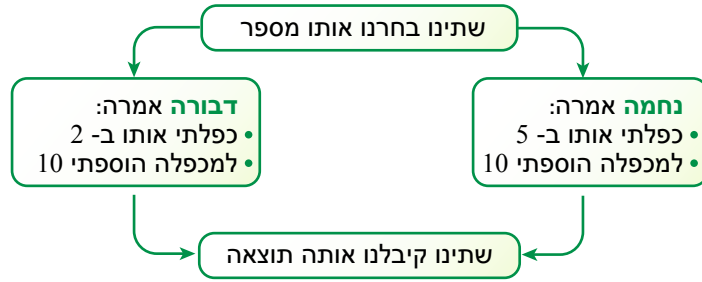 שתינו בחרנו אותו מספר
נחמה אמרה:
• כפלתי אותו ב- 5
• למכפלה הוספתי 10
דבורה אמרה:
• כפלתי אותו ב- 2
• למכפלה הוספתי 10
שתינו קיבלנו אותה תוצאה